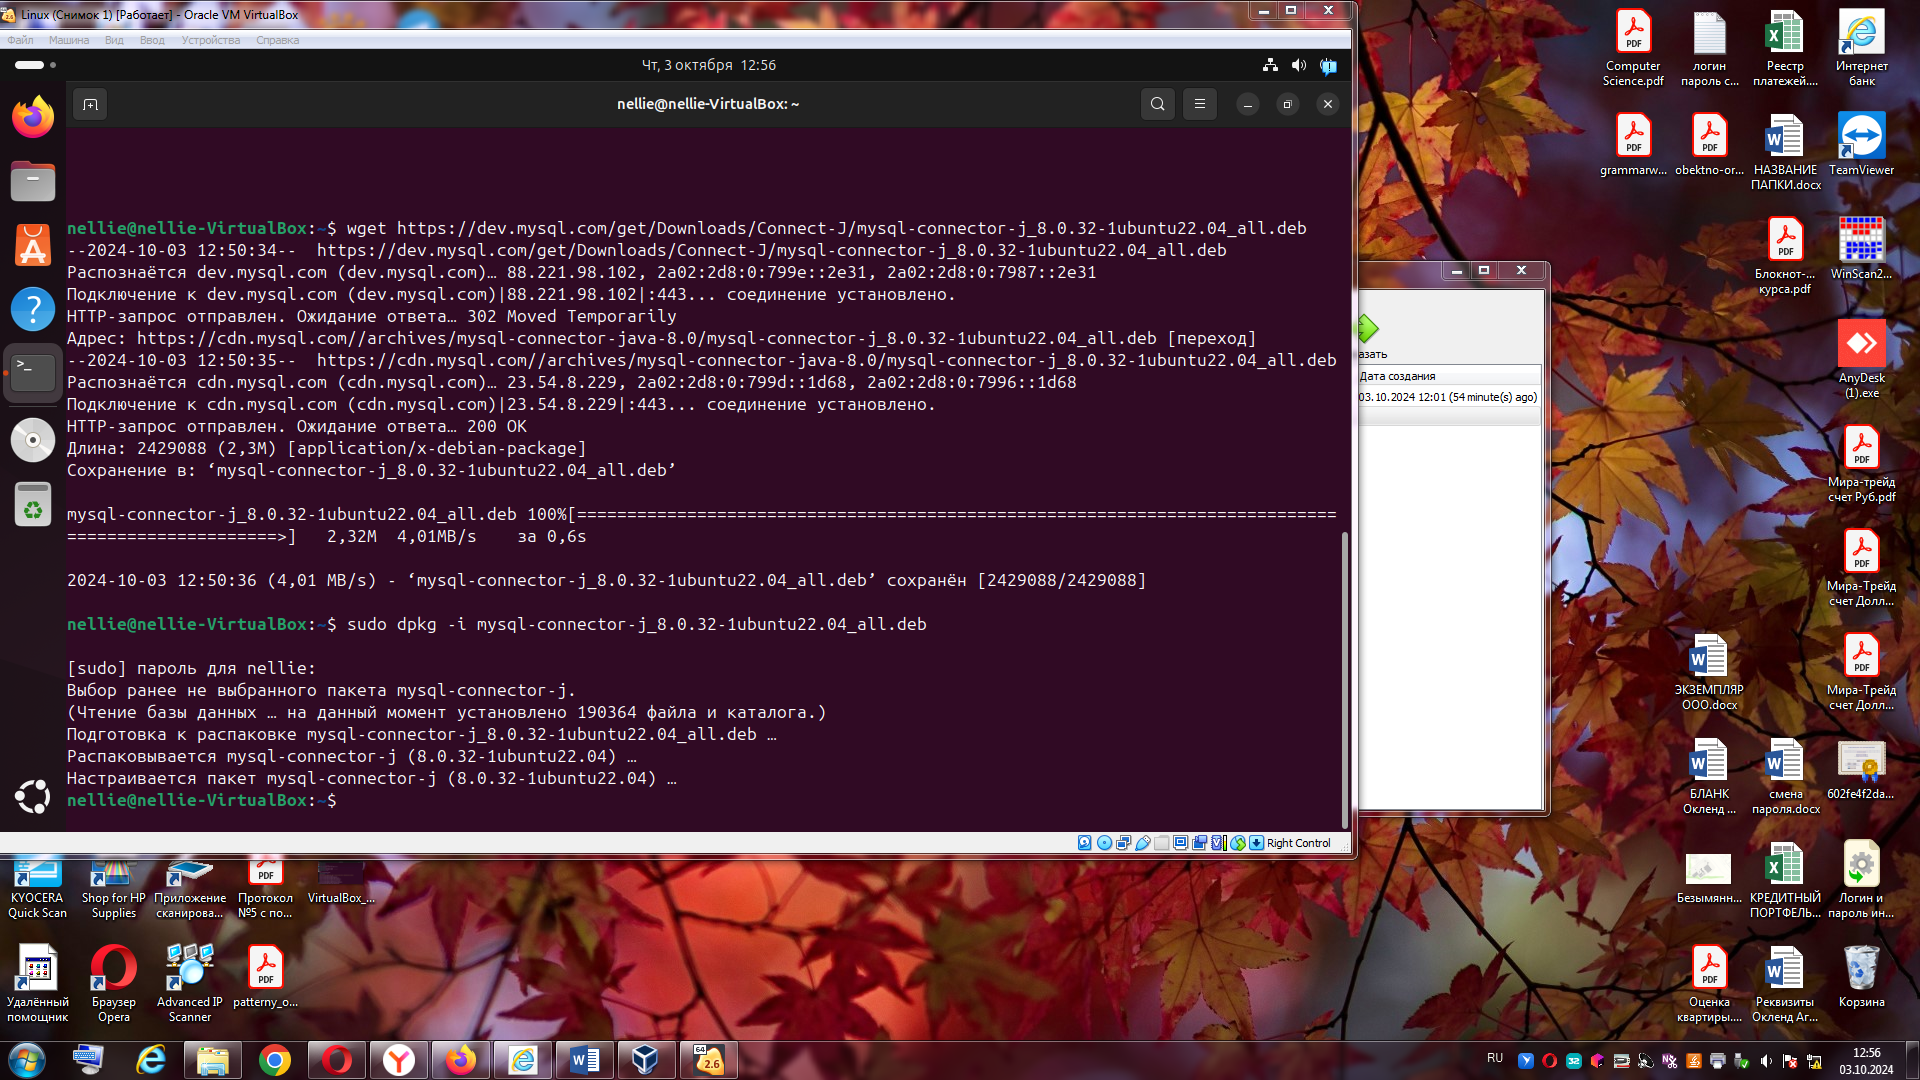 Linux (Снимок 1) [Работает] - Oracle VM VirtualBox
Файл Машина Вид Ввод Устройства Справка
Чт, 3 октября 12:56
nellie@nellie-VirtualBox: ~
nellie@nellie-VirtualBox:~$ wget https://dev.mysql.com/get/Downloads/Connect-J/mysql-connector-j_8.0.32-1ubuntu22.04_all.deb
--2024-10-03 12:50:34-- https://dev.mysql.com/get/Downloads/Connect-J/mysql-connector-j_8.0.32-1ubuntu22.04_all.deb
Распознаётся dev.mysql.com (dev.mysql.com)… 88.221.98.102, 2a02:2d8:0:799e::2e31, 2a02:2d8:0:7987::2e31
Подключение к dev.mysql.com (dev.mysql.com)|88.221.98.102|:443... соединение установлено.
HTTP-запрос отправлен. Ожидание ответа… 302 Moved Temporarily
Адрес: https://cdn.mysql.com//archives/mysql-connector-java-8.0/mysql-connector-j_8.0.32-1ubuntu22.04_all.deb [переход]
--2024-10-03 12:50:35-- https://cdn.mysql.com//archives/mysql-connector-java-8.0/mysql-connector-j_8.0.32-1ubuntu22.04_all.deb
Распознаётся cdn.mysql.com (cdn.mysql.com)… 23.54.8.229, 2a02:2d8:0:799d::1d68, 2a02:2d8:0:7996::1d68
Подключение к cdn.mysql.com (cdn.mysql.com)|23.54.8.229|:443... соединение установлено.
HTTP-запрос отправлен. Ожидание ответа… 200 OK
Длина: 2429088 (2,3M) [application/x-debian-package]
Сохранение в: ‘mysql-connector-j_8.0.32-1ubuntu22.04_all.deb’
mysql-connector-j_8.0.32-1ubuntu22.04_all.deb 100%[============================================================================
=====================>] 2,32M 4,01MB/s за 0,6s
2024-10-03 12:50:36 (4,01 MB/s) - ‘mysql-connector-j_8.0.32-1ubuntu22.04_all.deb’ сохранён [2429088/2429088]
nellie@nellie-VirtualBox:~$ sudo dpkg -i mysql-connector-j_8.0.32-1ubuntu22.04_all.deb
[sudo] пароль для nellie:
Выбор ранее не выбранного пакета mysql-connector-j.
(Чтение базы данных … на данный момент установлено 190364 файла и каталога.)
Подготовка к распаковке mysql-connector-j_8.0.32-1ubuntu22.04_all.deb …
Распаковывается mysql-connector-j (8.0.32-1ubuntu22.04) …
Настраивается пакет mysql-connector-j (8.0.32-1ubuntu22.04) …
nellie@nellie-VirtualBox:~$
Right Control
азать
Дата создания
03.10.2024 12:01 (54 minute(s) ago)
Computer Science.pdf
логин пароль с...
Реестр платежей....
Интернет банк
grammarw...
obektno-or...
НАЗВАНИЕ ПАПКИ.docx
TeamViewer
Блокнот-... курса.pdf
WinScan2...
AnyDesk (1).exe
Мира-трейд счет Руб.pdf
Мира-Трейд счет Долл...
ЭКЗЕМПЛЯР ООО.docx
Мира-Трейд счет Долл...
БЛАНК Окленд ...
смена пароля.docx
602fe4f2da...
Безымянн...
КРЕДИТНЫЙ ПОРТФЕЛЬ...
Логин и пароль ин...
Оценка квартиры....
Реквизиты Окленд Аг...
Корзина
KYOCERA Quick Scan
Shop for HP Supplies
Приложение сканирова...
Протокол №5 с по...
VirtualBox_...
Удалённый помощник
Браузер Opera
Advanced IP Scanner
patterny_o...
64
2.6
RU
12:56
03.10.2024